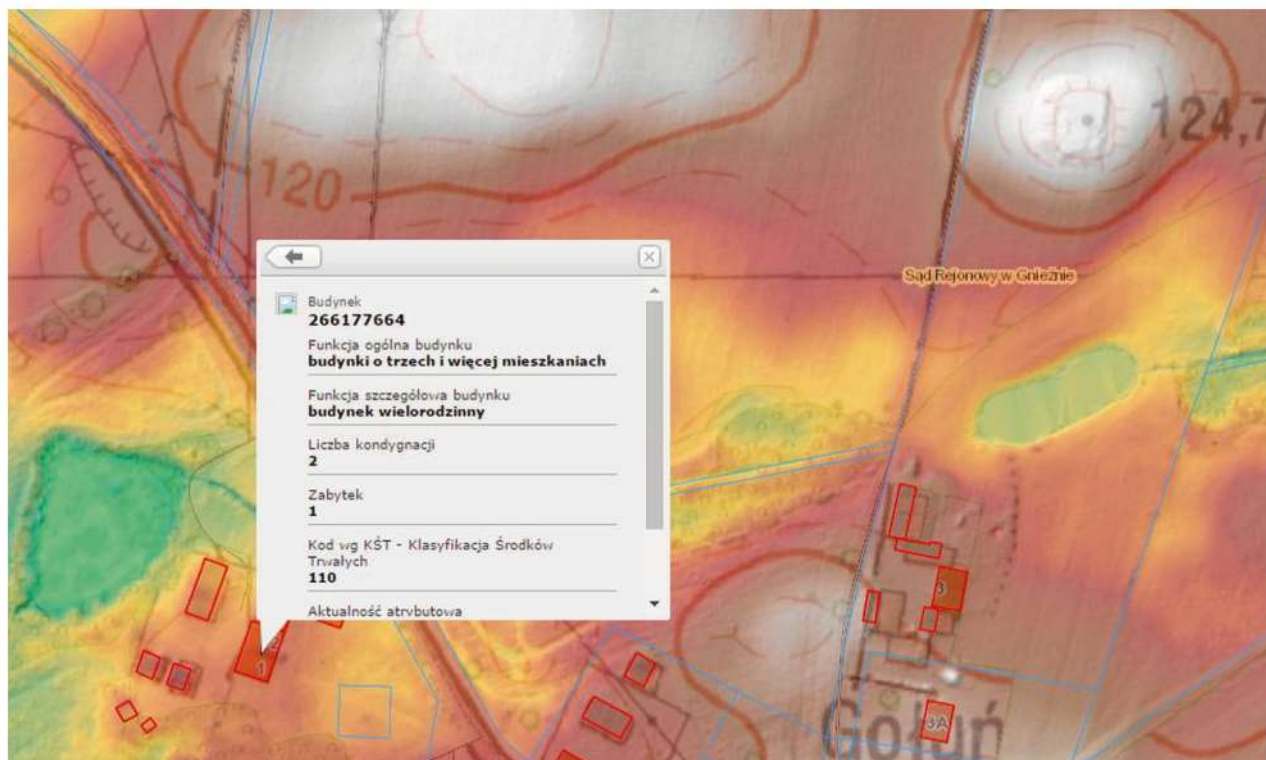 120
124,7
Sąd Rejonowy w Gnieźnie
Budynek
266177664
Funkcja ogólna budynku
budynki o trzech i więcej mieszkaniach
Funkcja szczegółowa budynku
budynek wielorodzinny
Liczba kondygnacji
2
Zabytek
1
Kod wg KŚT - Klasyfikacja Środków
Trwałych
110
Aktualność atrybutowa
1
3
3A
Gołuń